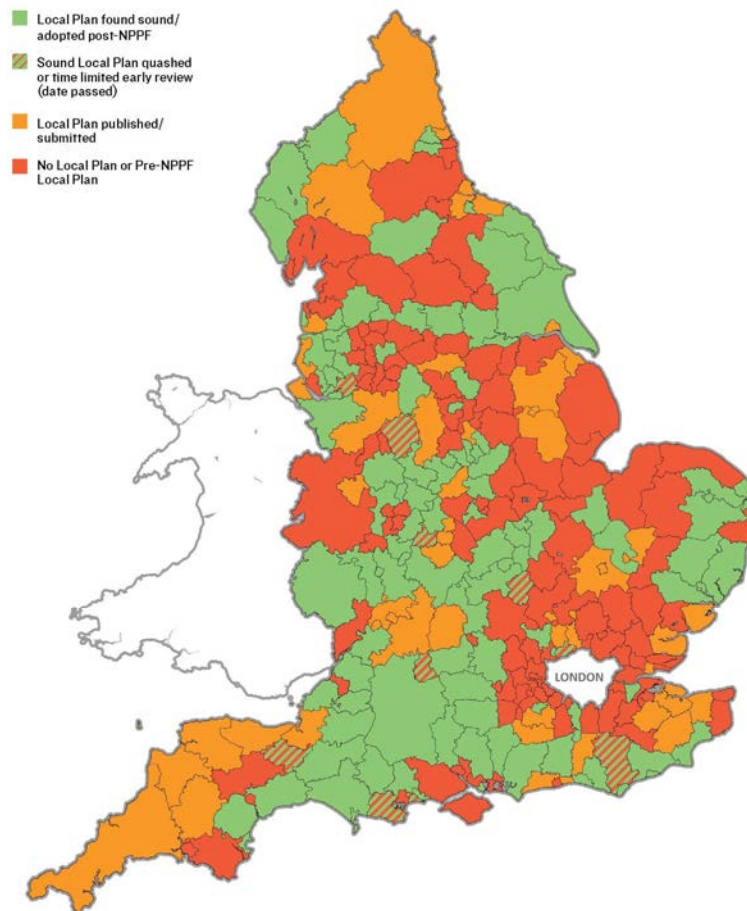 Local Plan found sound/
adopted post-NPPF
Sound Local Plan quashed
or time limited early review
(date passed)
Local Plan published/
submitted
No Local Plan or Pre-NPPF
Local Plan
LONDON